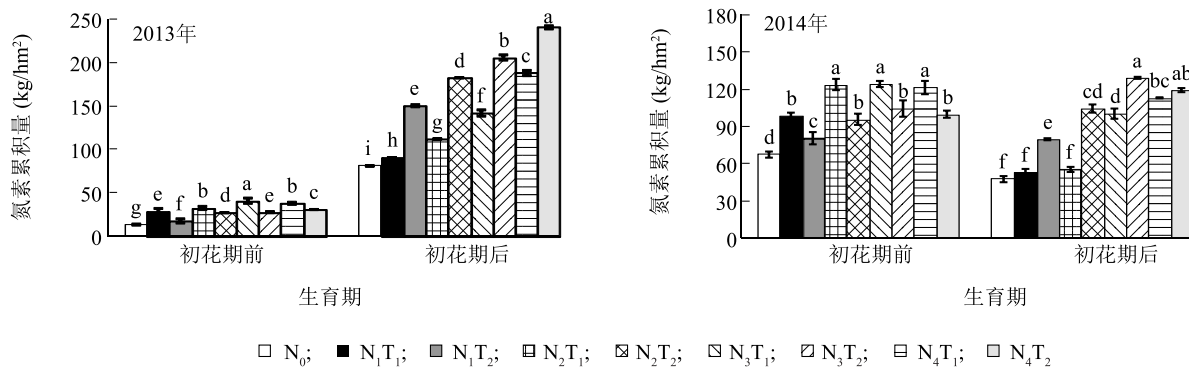 2013年
氮素累积量 (kg/hm²)
250
200
150
100
50
0
g e f b d a e b c
i h e g d f b c a
初花期前 初花期后
生育期
2014年
氮素累积量 (kg/hm²)
180
150
120
90
60
30
0
d b c a b a b a b
f f e f cd d a bc ab
初花期前 初花期后
生育期
N₀; N₁T₁; N₁T₂; N₂T₁; N₂T₂; N₃T₁; N₃T₂; N₄T₁; N₄T₂